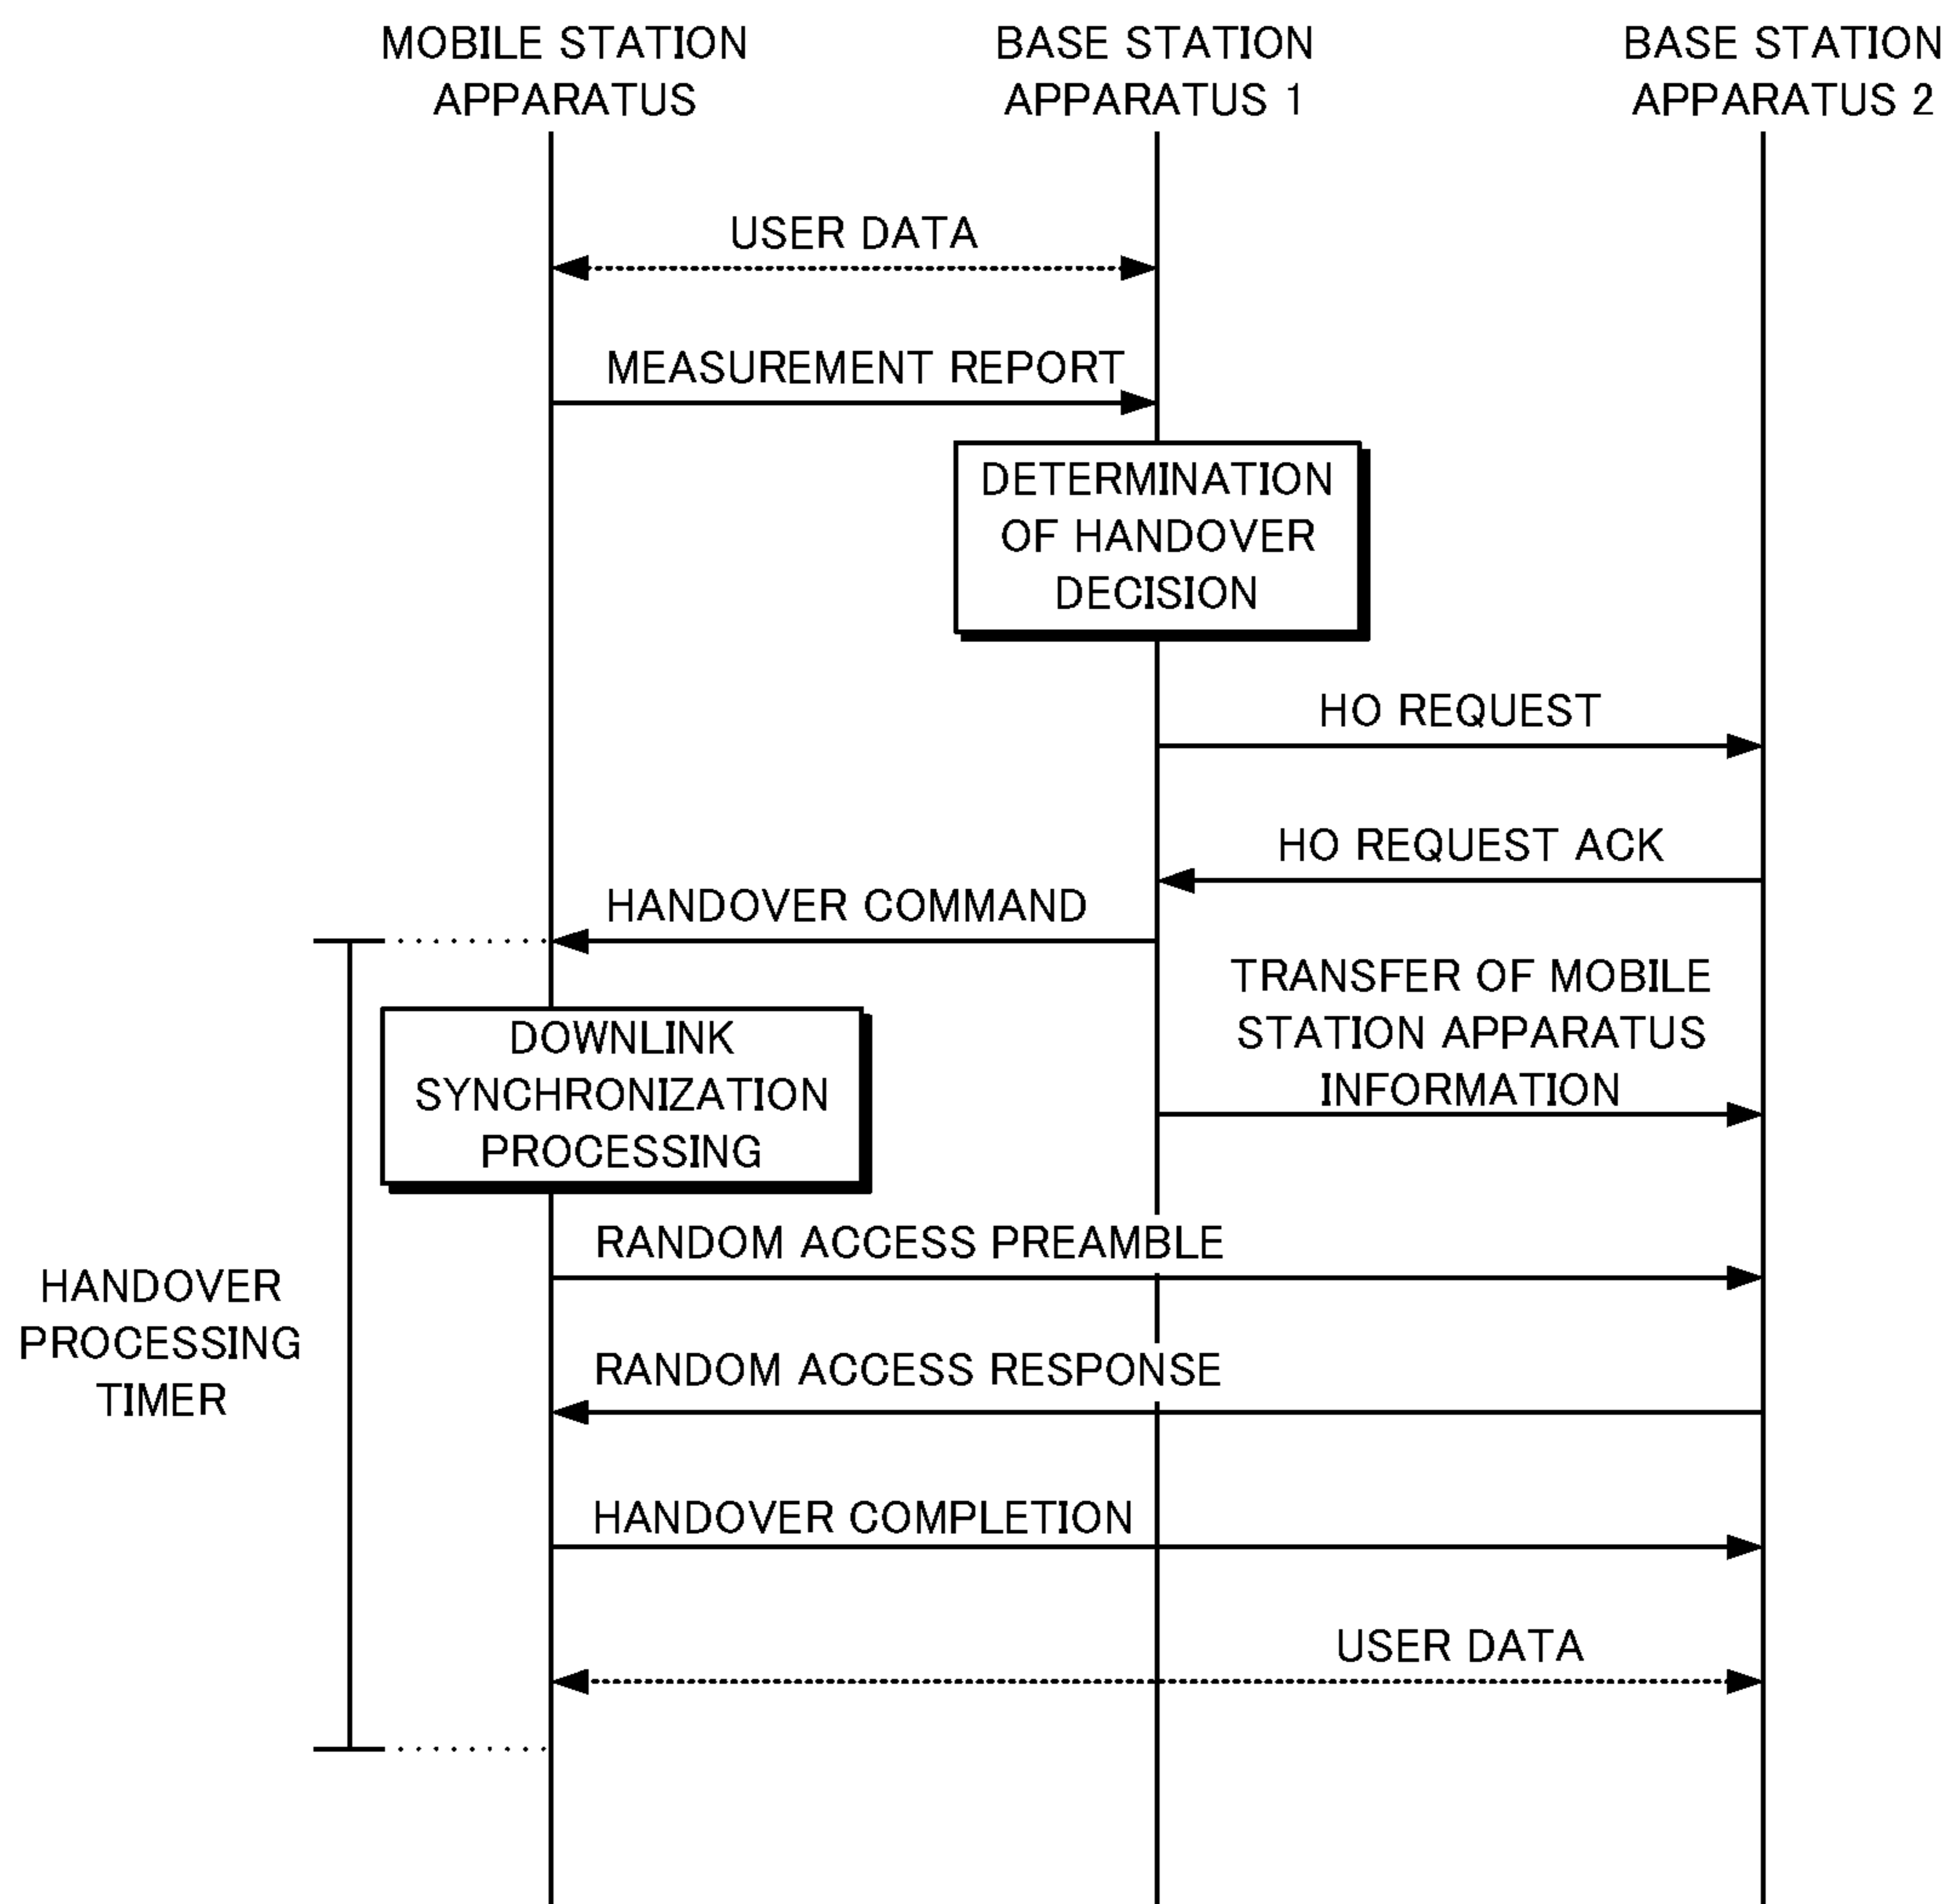 MOBILE STATION
APPARATUS
BASE STATION
APPARATUS 1
BASE STATION
APPARATUS 2
USER DATA
MEASUREMENT REPORT
DETERMINATION
OF HANDOVER
DECISION
HO REQUEST
HO REQUEST ACK
HANDOVER COMMAND
TRANSFER OF MOBILE
STATION APPARATUS
INFORMATION
DOWNLINK
SYNCHRONIZATION
PROCESSING
RANDOM ACCESS PREAMBLE
HANDOVER
PROCESSING
TIMER
RANDOM ACCESS RESPONSE
HANDOVER COMPLETION
USER DATA